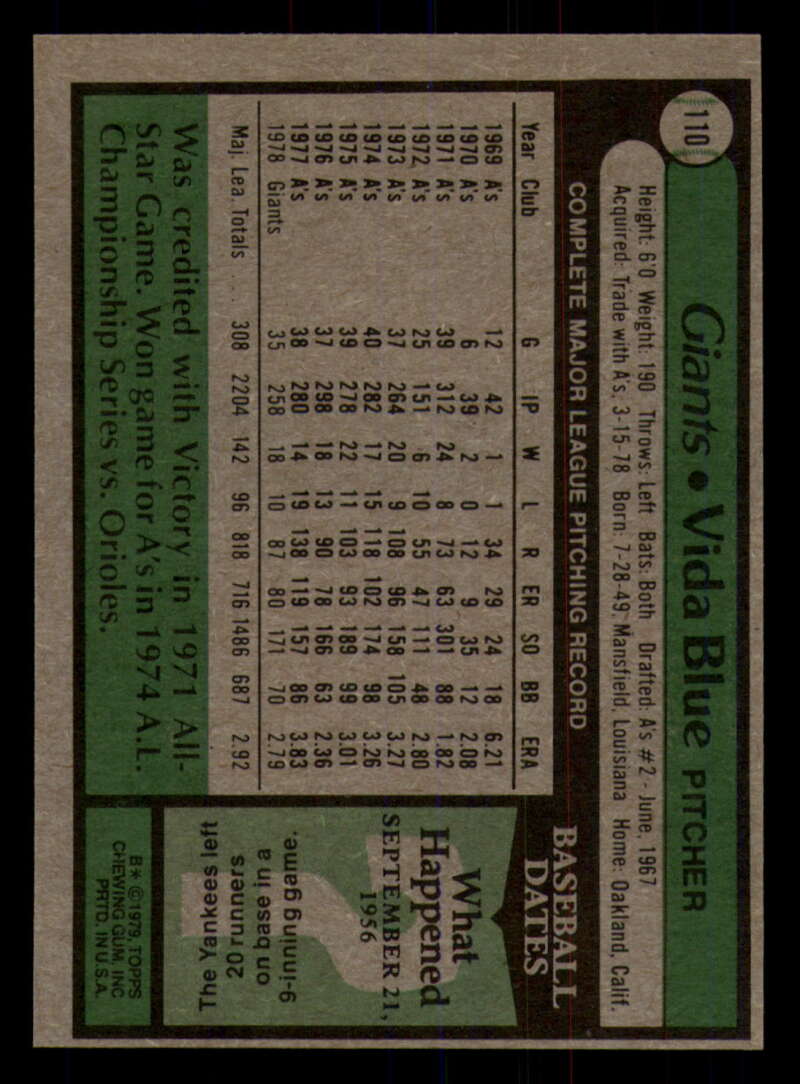 110
Giants • Vida Blue PITCHER
Height: 6'0 Weight: 190 Throws: Left Bats: Both Drafted: A's #2 - June, 1967
Acquired: Trade with A's, 3-15-78 Born: 7-28-49, Mansfield, Louisiana Home: Oakland, Calif.
COMPLETE MAJOR LEAGUE PITCHING RECORD
Year Club G IP W L R ER SO BB ERA
1969 A's 12 42 1 1 34 29 24 18 6.21
1970 A's 6 39 2 0 12 9 35 12 2.08
1971 A's 39 312 24 8 73 63 301 88 1.82
1972 A's 25 151 6 10 55 47 111 48 2.80
1973 A's 37 264 20 9 108 96 158 105 3.27
1974 A's 40 282 17 15 118 102 174 98 3.26
1975 A's 39 278 22 11 103 93 189 99 3.01
1976 A's 37 298 18 13 90 78 166 63 2.36
1977 A's 38 280 14 19 138 119 157 86 3.83
1978 Giants 35 258 18 10 87 80 171 70 2.79
Maj. Lea. Totals . . . 308 2204 142 96 818 716 1486 687 2.92
Was credited with Victory in 1971 All-
Star Game. Won game for A's in 1974 A.L.
Championship Series vs. Orioles.
BASEBALL
DATES
What
Happened
SEPTEMBER 21,
1956
The Yankees left
20 runners
on base in a
9-inning game.
B* © 1979, TOPPS
CHEWING GUM, INC
PRTD. IN U.S.A.